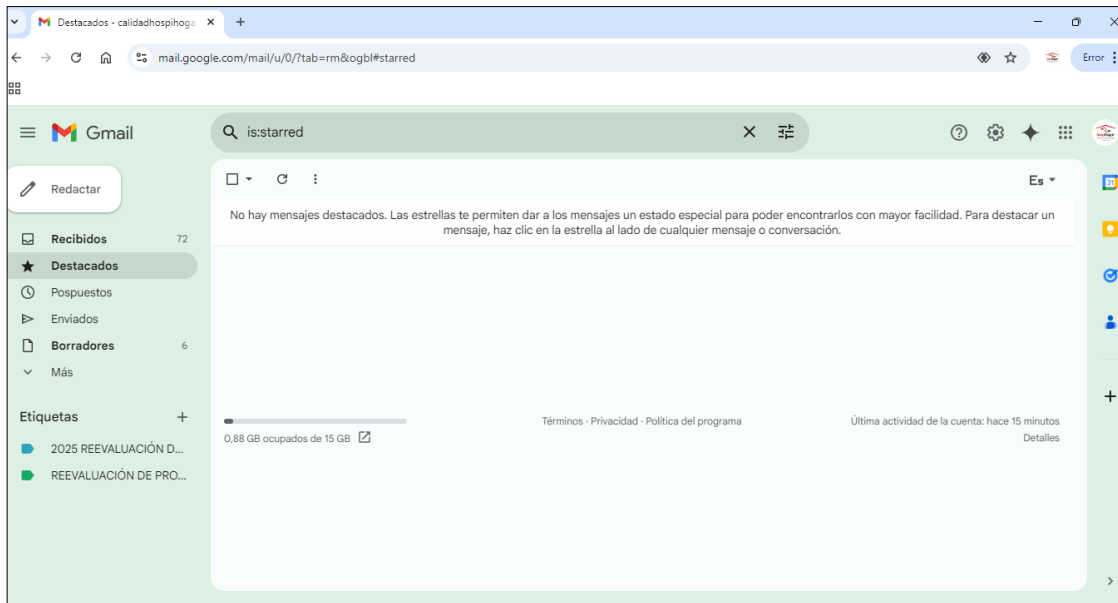 Destacados - calidadhospihoga
mail.google.com/mail/u/0/?tab=rm&ogbl#starred
Error
Gmail
is:starred
Redactar
Es
No hay mensajes destacados. Las estrellas te permiten dar a los mensajes un estado especial para poder encontrarlos con mayor facilidad. Para destacar un
mensaje, haz clic en la estrella al lado de cualquier mensaje o conversación.
Recibidos 72
Destacados
Pospuestos
Enviados
Borradores 6
Más
Etiquetas
2025 REEVALUACIÓN D...
REEVALUACIÓN DE PRO...
0,88 GB ocupados de 15 GB
Términos · Privacidad · Política del programa
Última actividad de la cuenta: hace 15 minutos
Detalles
31